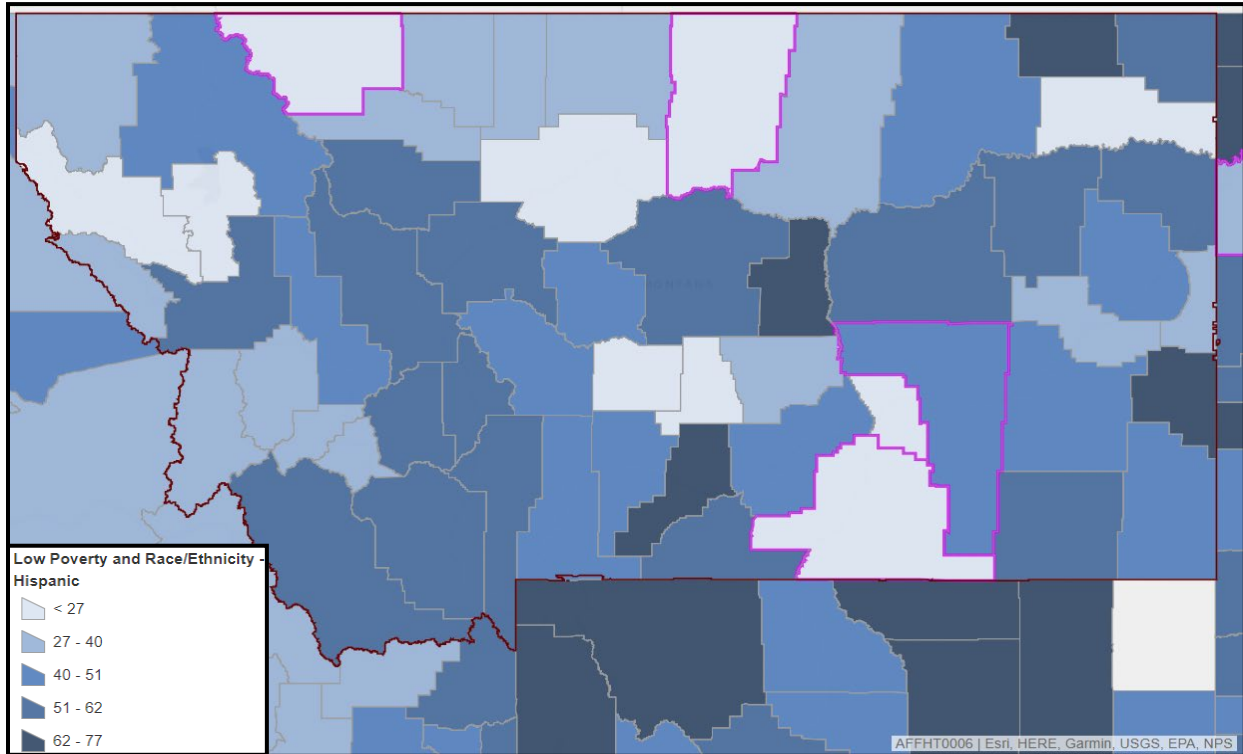 MONTANA
Low Poverty and Race/Ethnicity -
Hispanic
< 27
27 - 40
40 - 51
51 - 62
62 - 77
AFFHT0006 | Esri, HERE, Garmin, USGS, EPA, NPS